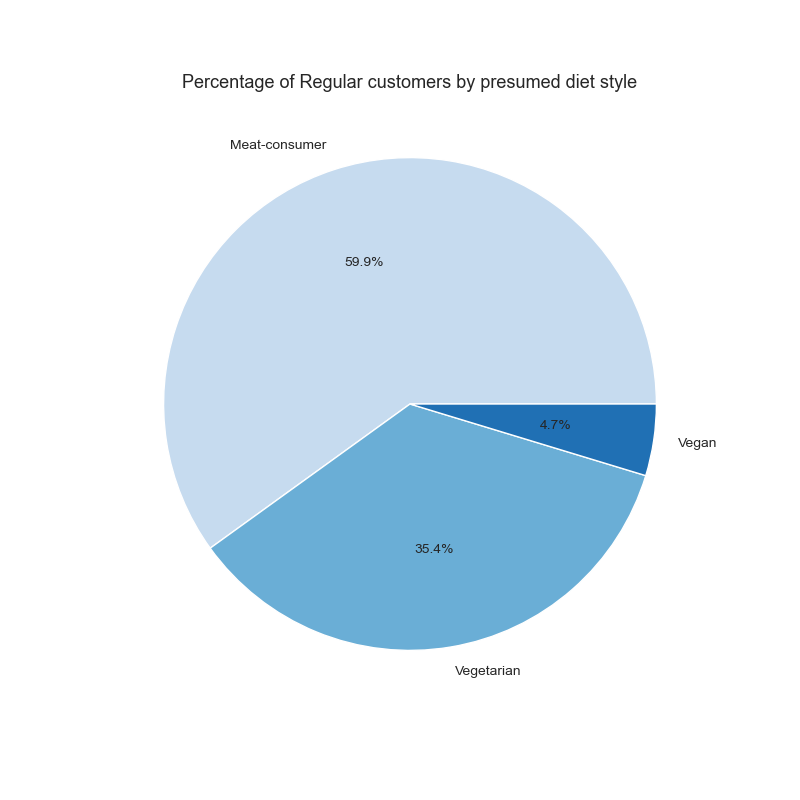 Percentage of Regular customers by presumed diet style
Meat-consumer
59.9%
4.7%
Vegan
35.4%
Vegetarian